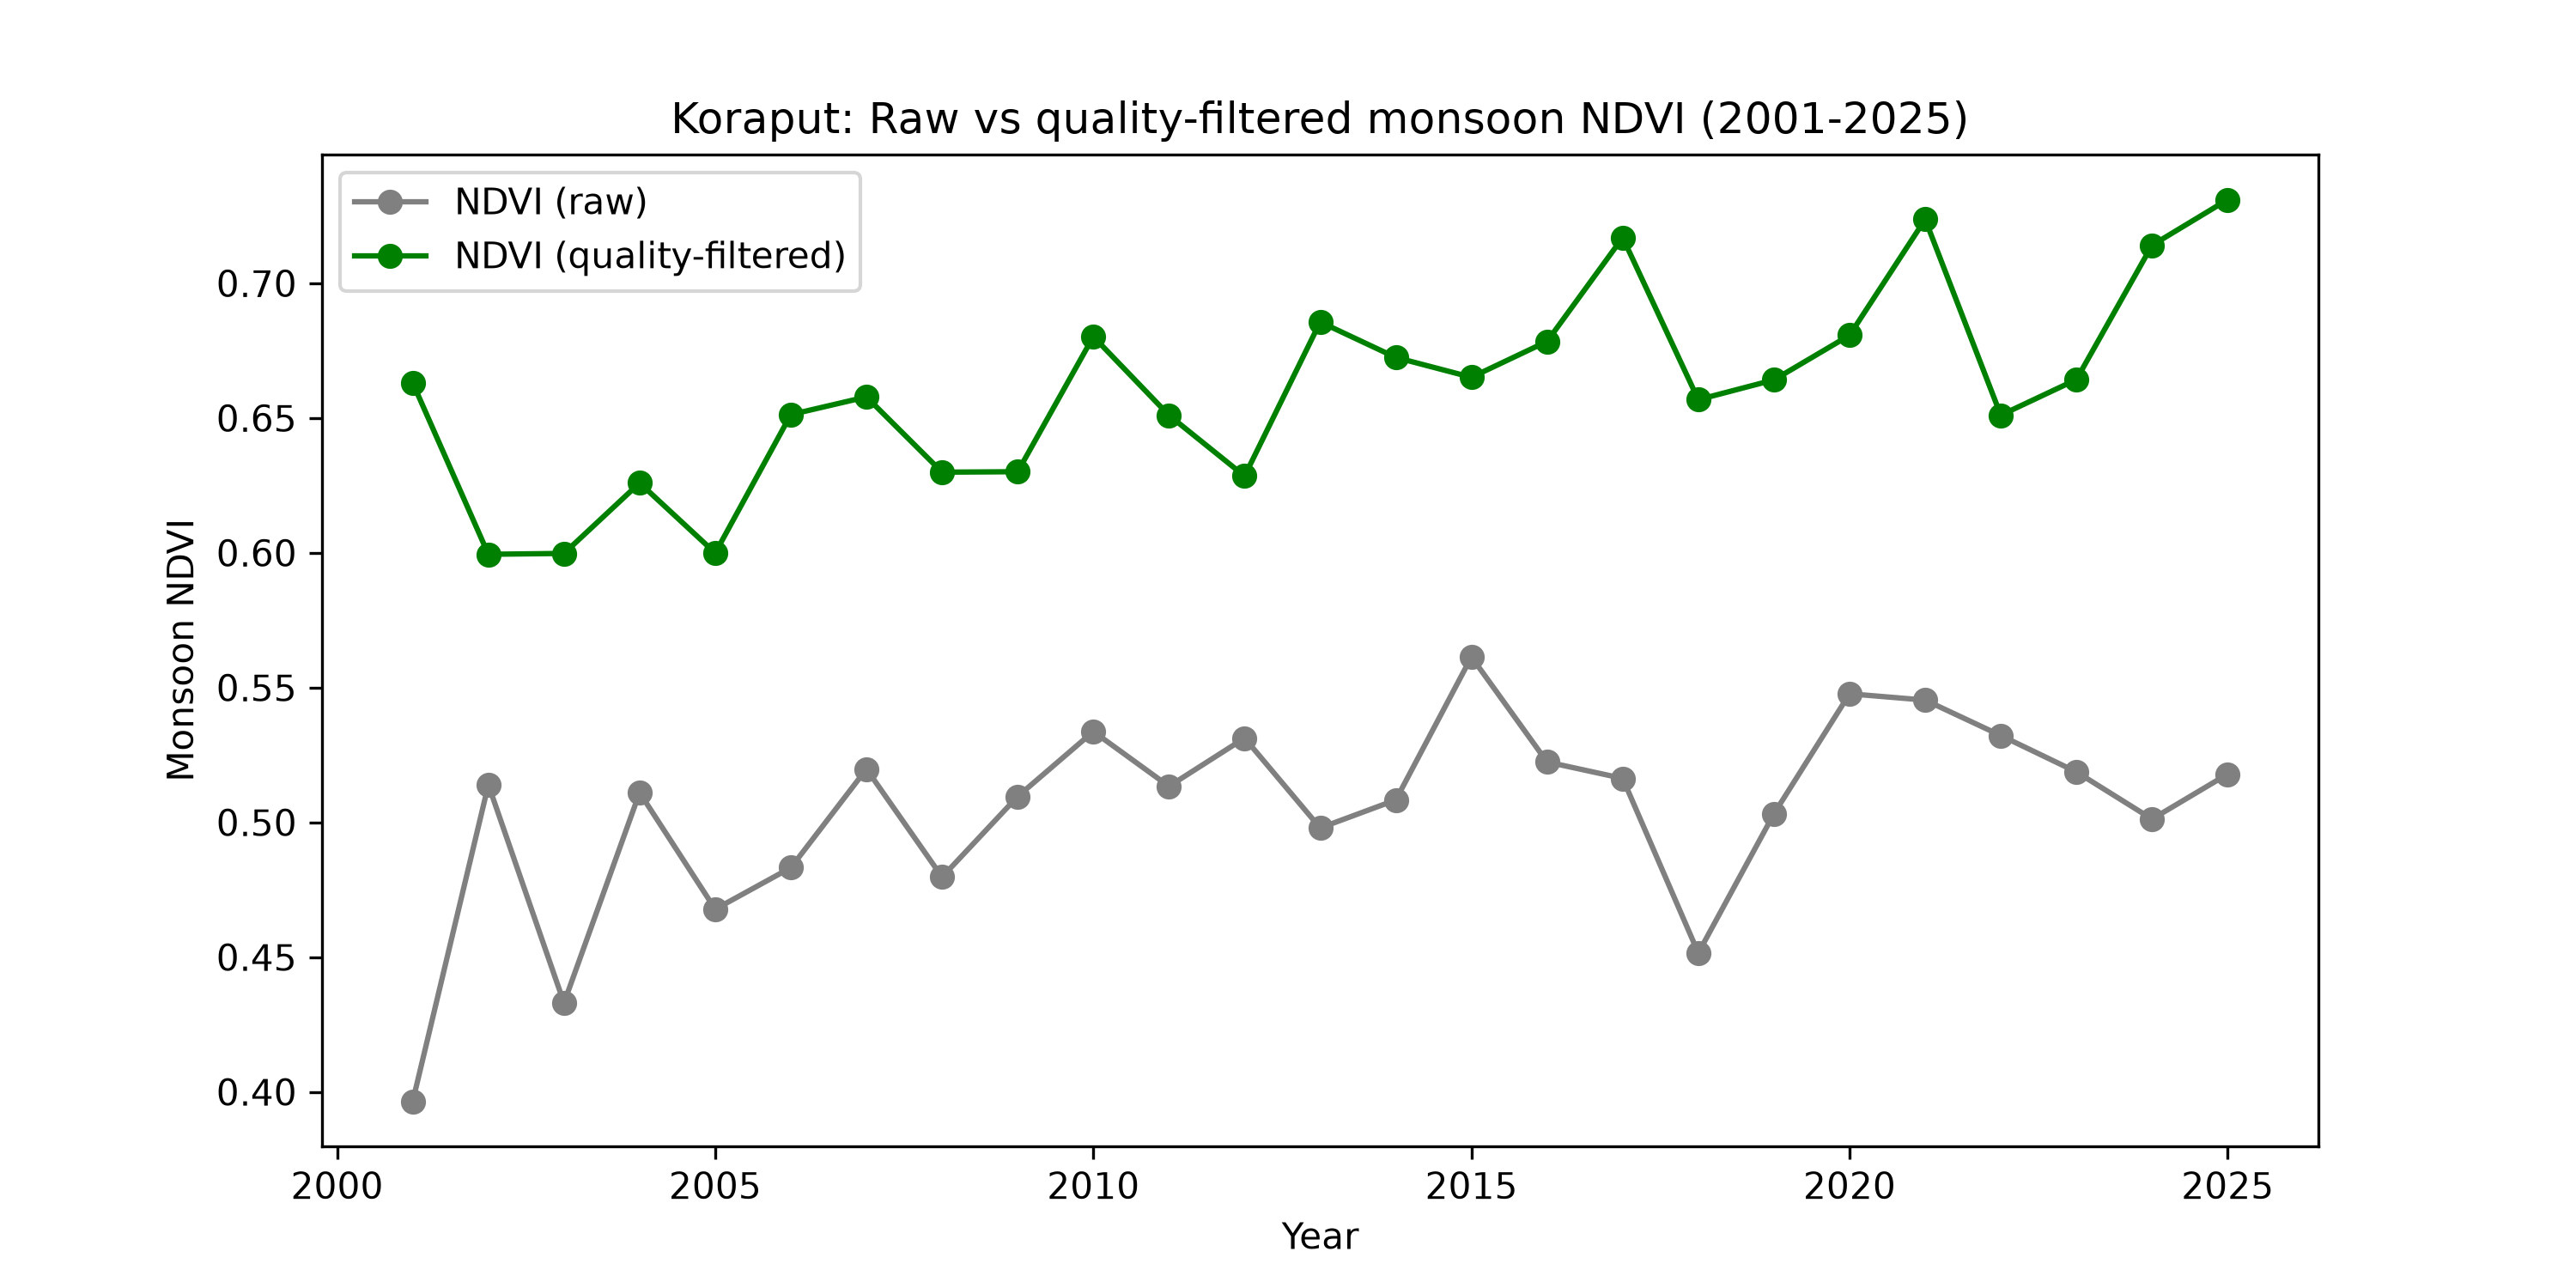 Koraput: Raw vs quality-filtered monsoon NDVI (2001-2025)
NDVI (raw)
NDVI (quality-filtered)
Monsoon NDVI
0.70
0.65
0.60
0.55
0.50
0.45
0.40
2000 2005 2010 2015 2020 2025
Year